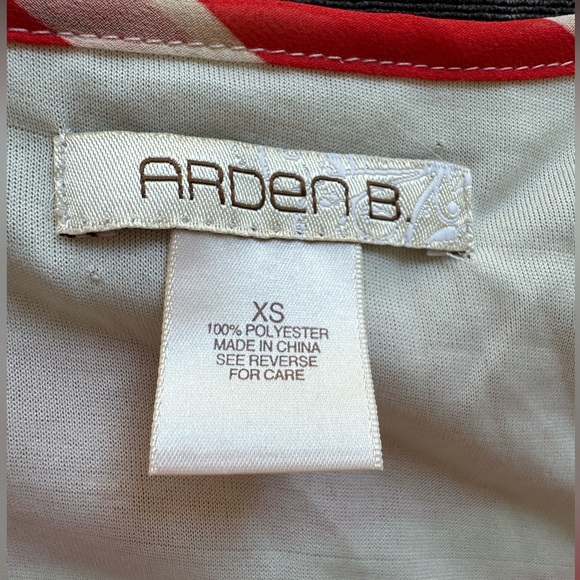 ARDEN B.
XS
100% POLYESTER
MADE IN CHINA
SEE REVERSE
FOR CARE